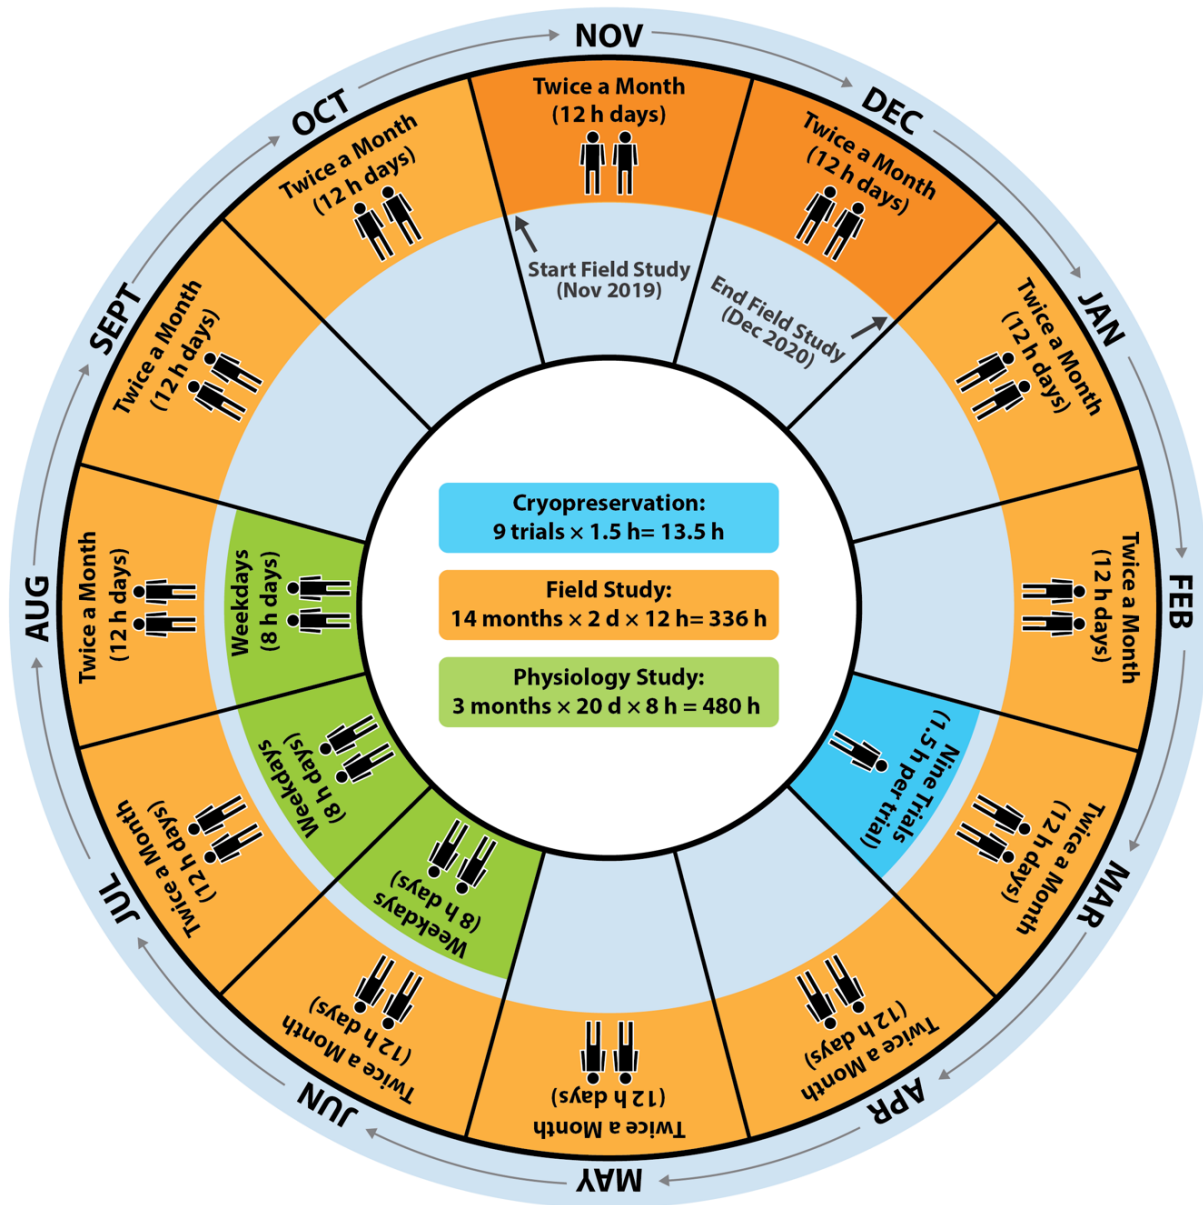 NOV
Twice a Month
(12 h days)
Start Field Study
(Nov 2019)
DEC
Twice a Month
(12 h days)
End Field Study
(Dec 2020)
JAN
Twice a Month
(12 h days)
FEB
Twice a Month
(12 h days)
MAR
Twice a Month
(12 h days)
Nine Trials
(1.5 h per trial)
APR
Twice a Month
(12 h days)
MAY
Twice a Month
(12 h days)
JUN
Twice a Month
(12 h days)
Weekdays
(8 h days)
JUL
Twice a Month
(12 h days)
Weekdays
(8 h days)
AUG
Twice a Month
(12 h days)
Weekdays
(8 h days)
SEPT
Twice a Month
(12 h days)
OCT
Twice a Month
(12 h days)
Cryopreservation:
9 trials × 1.5 h= 13.5 h
Field Study:
14 months × 2 d × 12 h= 336 h
Physiology Study:
3 months × 20 d × 8 h = 480 h